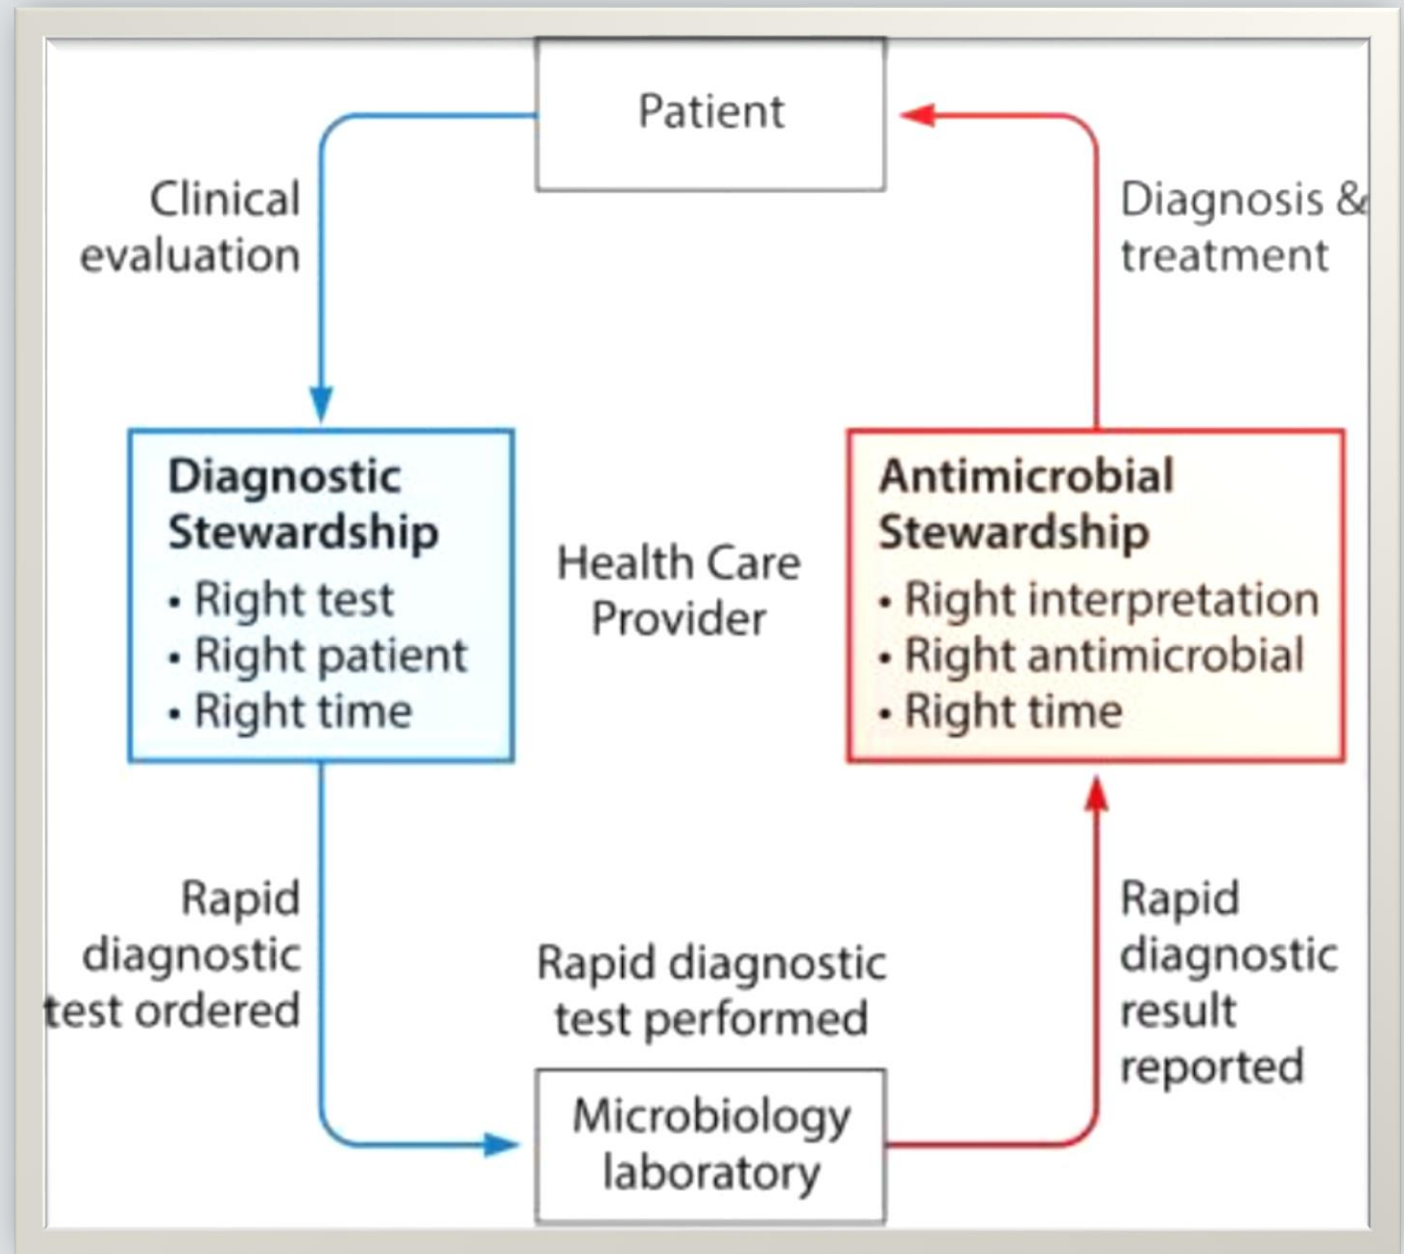 Patient
Clinical
evaluation
Diagnosis &
treatment
Diagnostic
Stewardship
• Right test
• Right patient
• Right time
Health Care
Provider
Antimicrobial
Stewardship
• Right interpretation
• Right antimicrobial
• Right time
Rapid
diagnostic
test ordered
Rapid diagnostic
test performed
Microbiology
laboratory
Rapid
diagnostic
result
reported